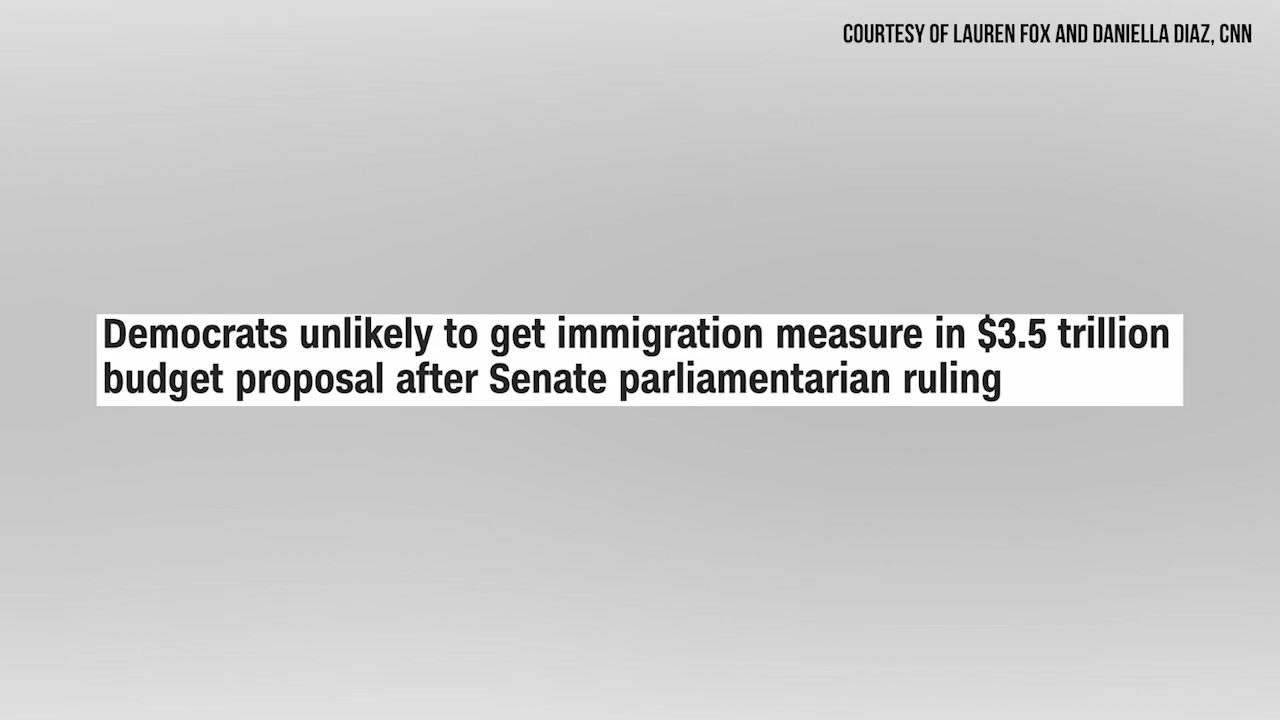 COURTESY OF LAUREN FOX AND DANIELLA DIAZ, CNN
Democrats unlikely to get immigration measure in $3.5 trillion
budget proposal after Senate parliamentarian ruling